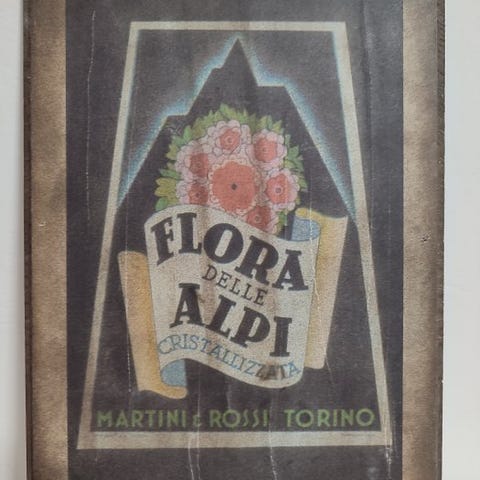 FLORA
DELLE
ALPI
CRISTALLIZZATA
MARTINI E ROSSI TORINO